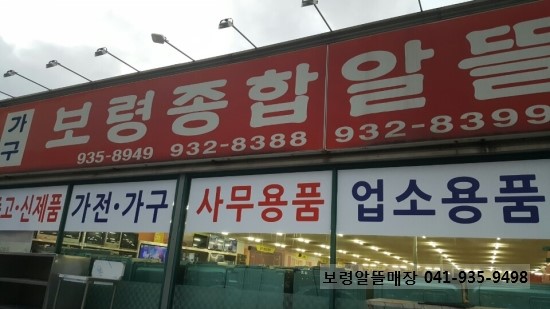 가구
보령종합알뜰
935-8949 932-8388 932-8399
고·신제품 가전·가구 사무용품 업소용품
보령알뜰매장 041-935-9498